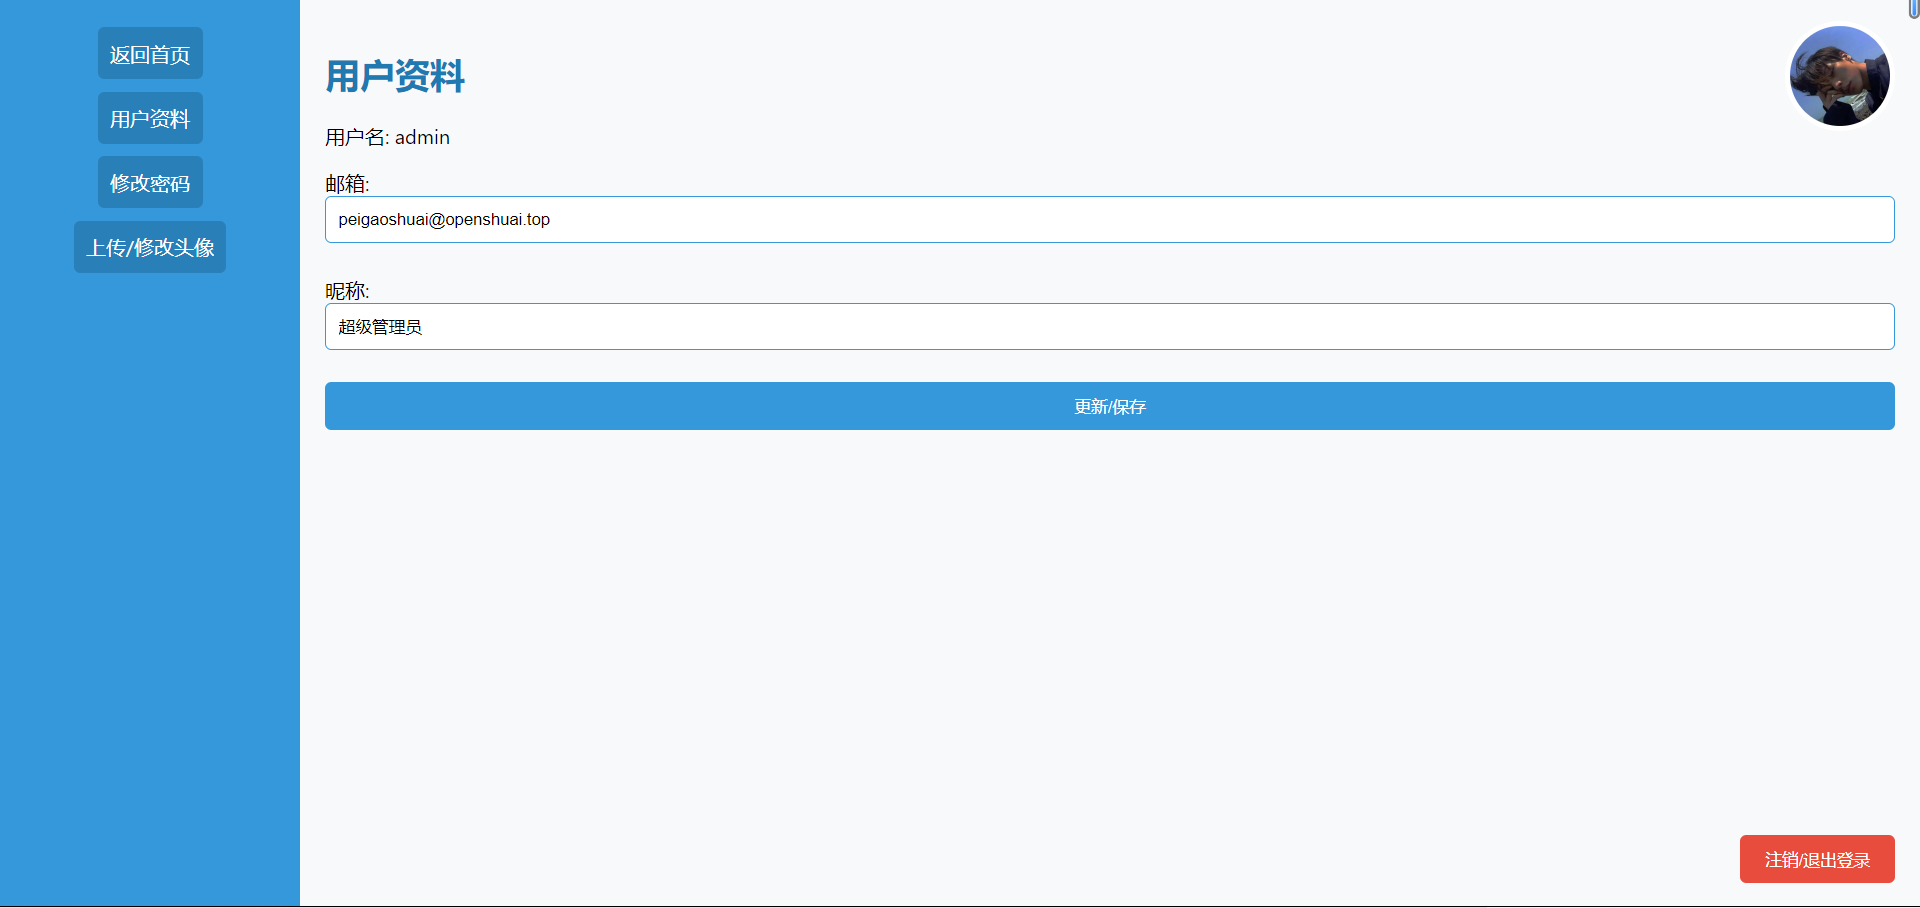 返回首页
用户资料
修改密码
上传/修改头像
用户资料
用户名: admin
邮箱:
peigaoshuai@openshuai.top
昵称:
超级管理员
更新/保存
注销/退出登录